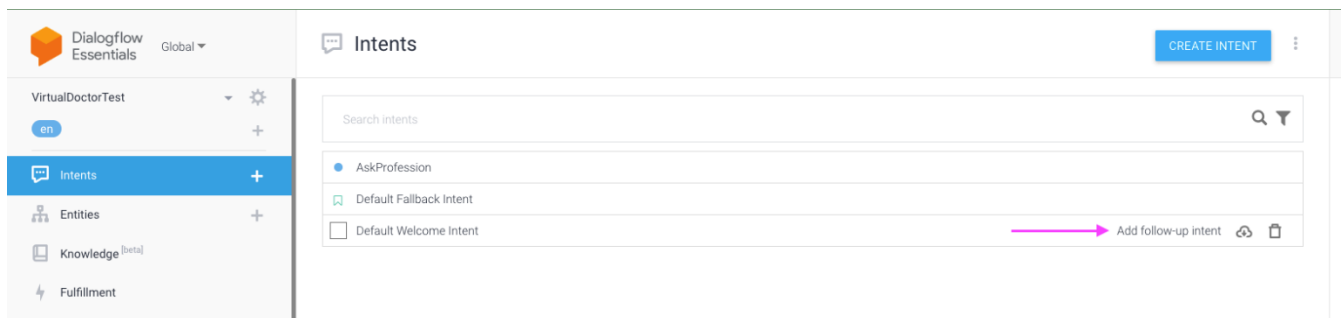 Dialogflow
Essentials
Global
Intents
CREATE INTENT
VirtualDoctorTest
en
Search intents
Intents
AskProfession
Default Fallback Intent
Entities
Default Welcome Intent
Add follow-up intent
Knowledge [beta]
Fulfillment